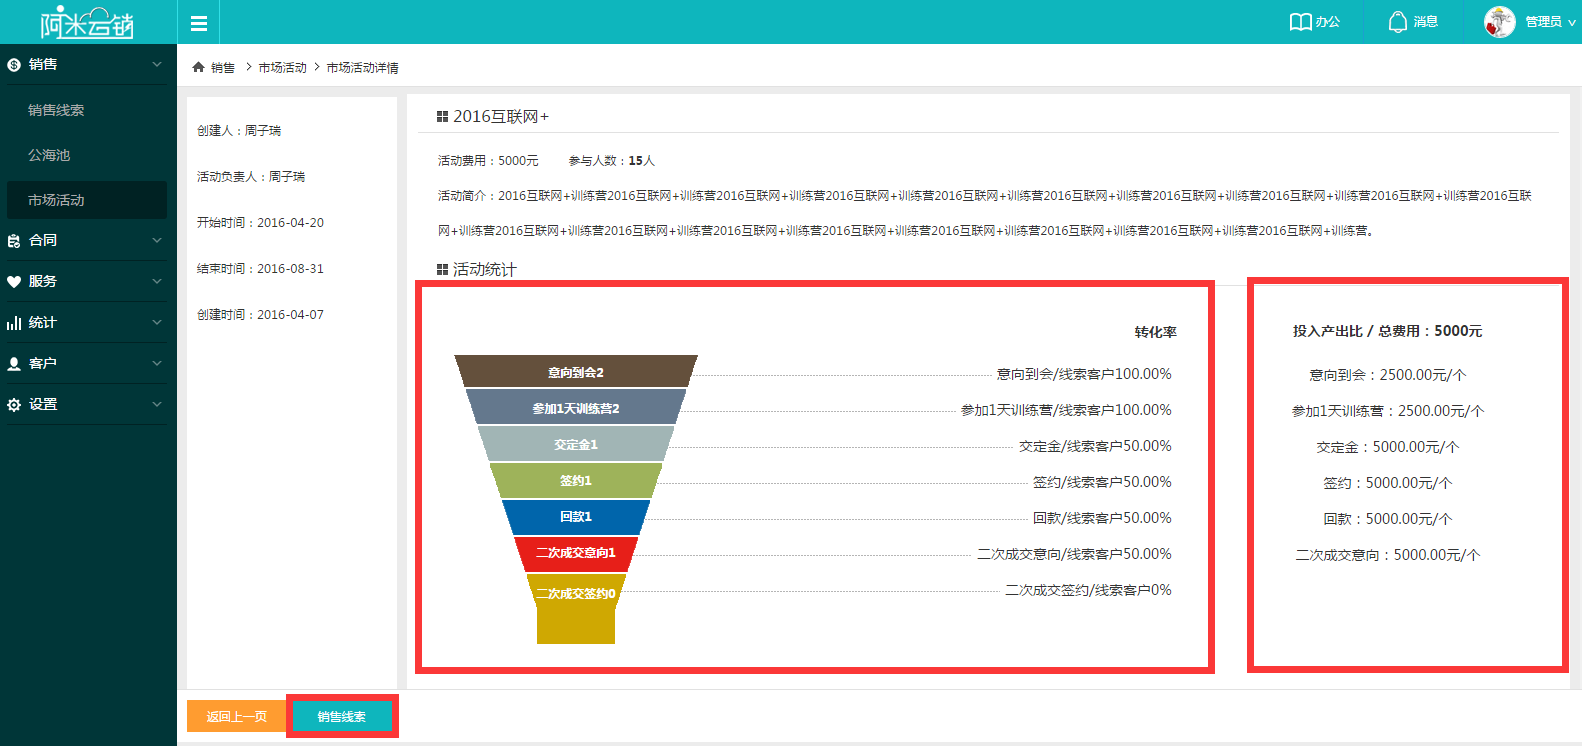 阿米云销
办公
消息
管理员
销售
销售线索
公海池
市场活动
合同
服务
统计
客户
设置
销售 > 市场活动 > 市场活动详情
创建人：周子瑞
活动负责人：周子瑞
开始时间：2016-04-20
结束时间：2016-08-31
创建时间：2016-04-07
2016互联网+
活动费用：5000元 参与人数：15人
活动简介：2016互联网+训练营2016互联网+训练营2016互联网+训练营2016互联网+训练营2016互联网+训练营2016互联网+训练营2016互联网+训练营2016互联网+训练营2016互联网+训练营2016互联
网+训练营2016互联网+训练营2016互联网+训练营2016互联网+训练营2016互联网+训练营2016互联网+训练营2016互联网+训练营2016互联网+训练营2016互联网+训练营。
活动统计
转化率
意向到会2 意向到会/线索客户100.00%
参加1天训练营2 参加1天训练营/线索客户100.00%
交定金1 交定金/线索客户50.00%
签约1 签约/线索客户50.00%
回款1 回款/线索客户50.00%
二次成交意向1 二次成交意向/线索客户50.00%
二次成交签约0 二次成交签约/线索客户0%
投入产出比 / 总费用：5000元
意向到会：2500.00元/个
参加1天训练营：2500.00元/个
交定金：5000.00元/个
签约：5000.00元/个
回款：5000.00元/个
二次成交意向：5000.00元/个
返回上一页
销售线索